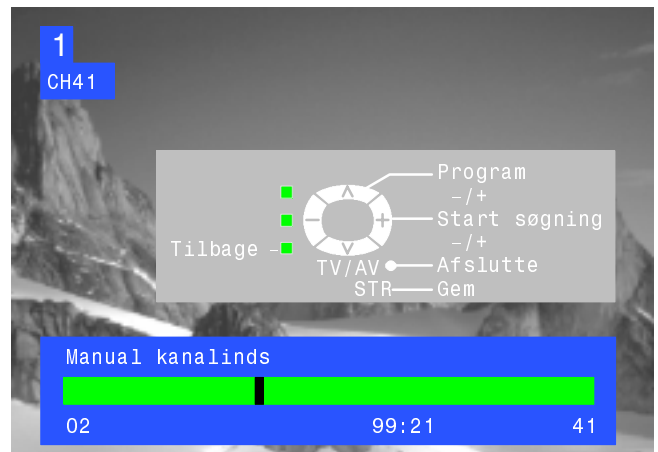 1
CH41
Program
-/+
Start søgning
-/+
Tilbage
TV/AV Afslutte
STR Gem
Manual kanalinds
02 99:21 41